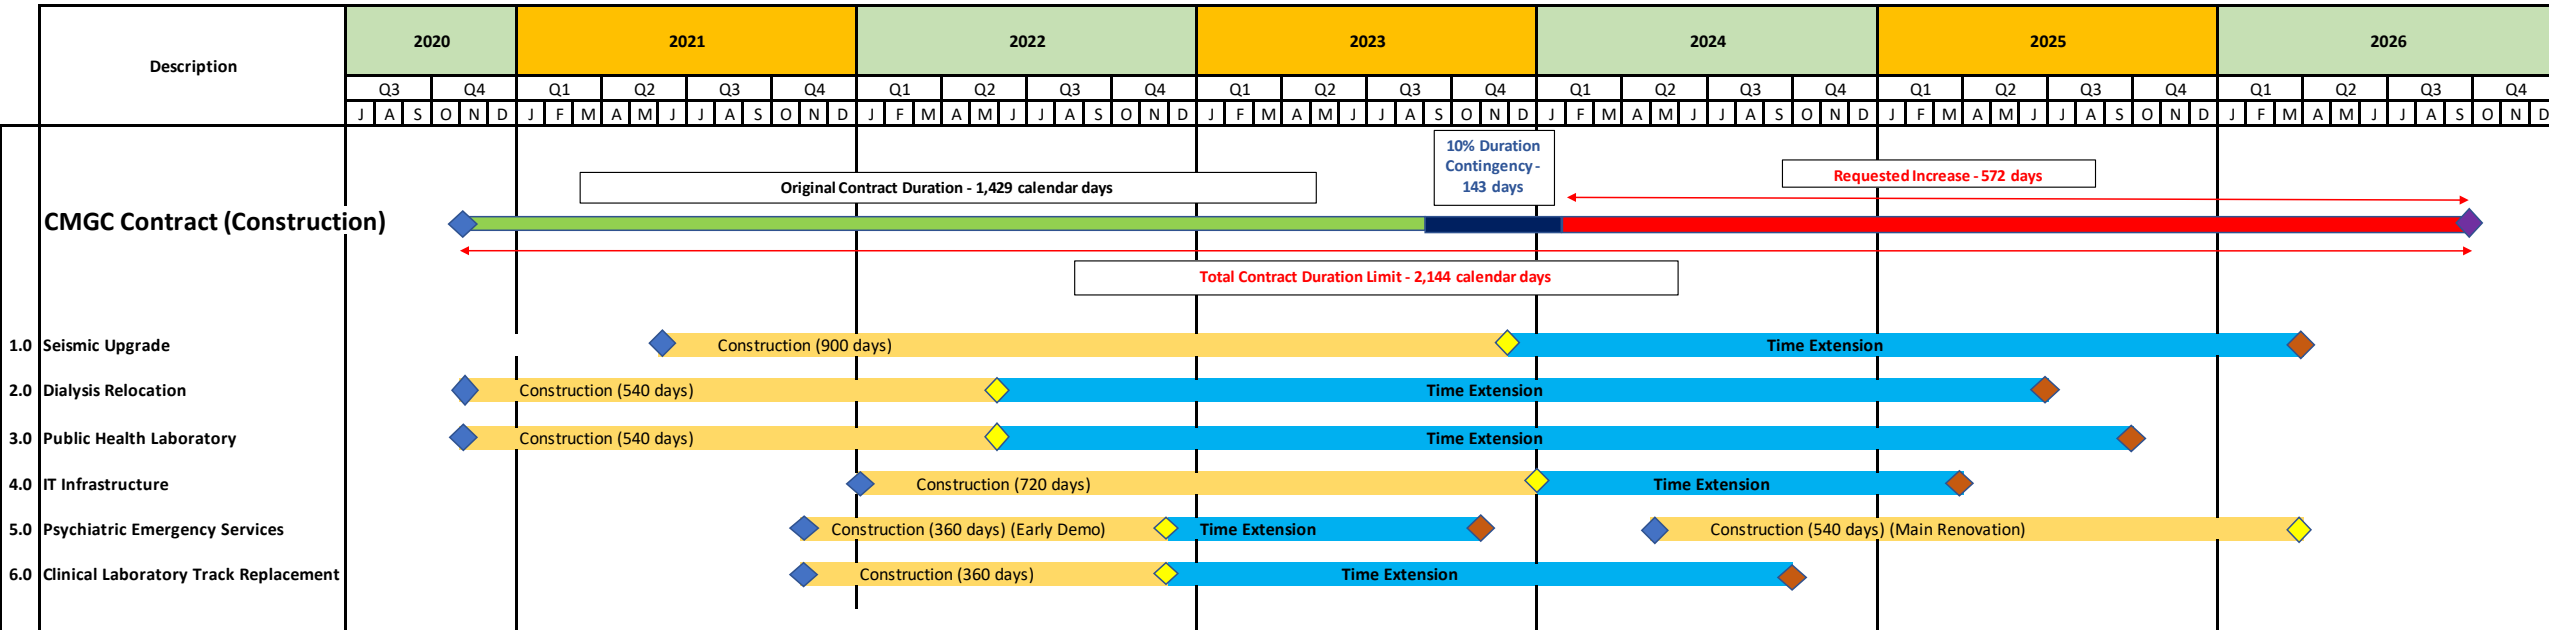 Description
2020 2021 2022 2023 2024 2025 2026
Q3 Q4 Q1 Q2 Q3 Q4 Q1 Q2 Q3 Q4 Q1 Q2 Q3 Q4 Q1 Q2 Q3 Q4 Q1 Q2 Q3 Q4 Q1 Q2 Q3 Q4
J A S O N D J F M A M J J A S O N D J F M A M J J A S O N D J F M A M J J A S O N D J F M A M J J A S O N D J F M A M J J A S O N D J F M A M J J A S O N D
10% Duration
Contingency -
143 days
Original Contract Duration - 1,429 calendar days
Requested Increase - 572 days
CMGC Contract (Construction)
Total Contract Duration Limit - 2,144 calendar days
1.0 Seismic Upgrade Construction (900 days) Time Extension
2.0 Dialysis Relocation Construction (540 days) Time Extension
3.0 Public Health Laboratory Construction (540 days) Time Extension
4.0 IT Infrastructure Construction (720 days) Time Extension
5.0 Psychiatric Emergency Services Construction (360 days) (Early Demo) Time Extension Construction (540 days) (Main Renovation)
6.0 Clinical Laboratory Track Replacement Construction (360 days) Time Extension